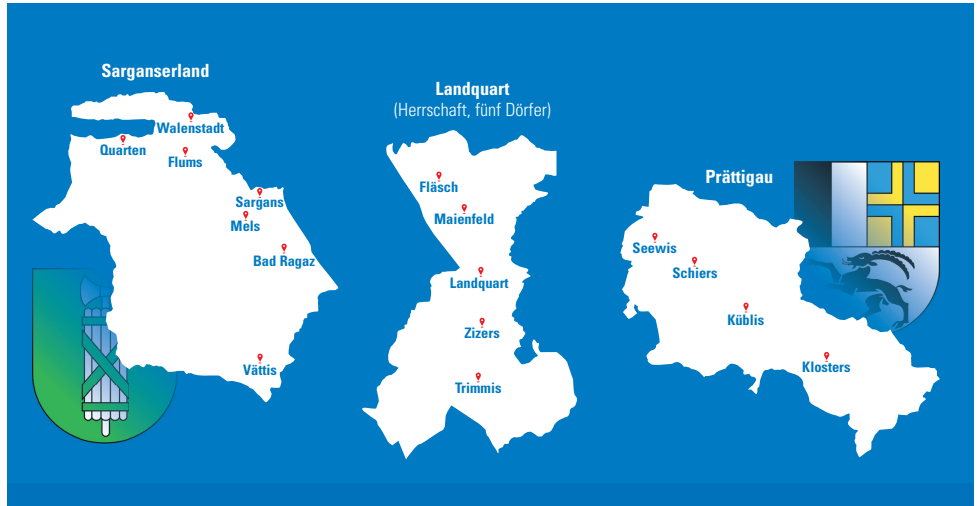 Sarganserland
Walenstadt
Quarten
Flums
Sargans
Mels
Bad Ragaz
Vättis
Landquart
(Herrschaft, fünf Dörfer)
Fläsch
Maienfeld
Landquart
Zizers
Trimmis
Prättigau
Seewis
Schiers
Küblis
Klosters